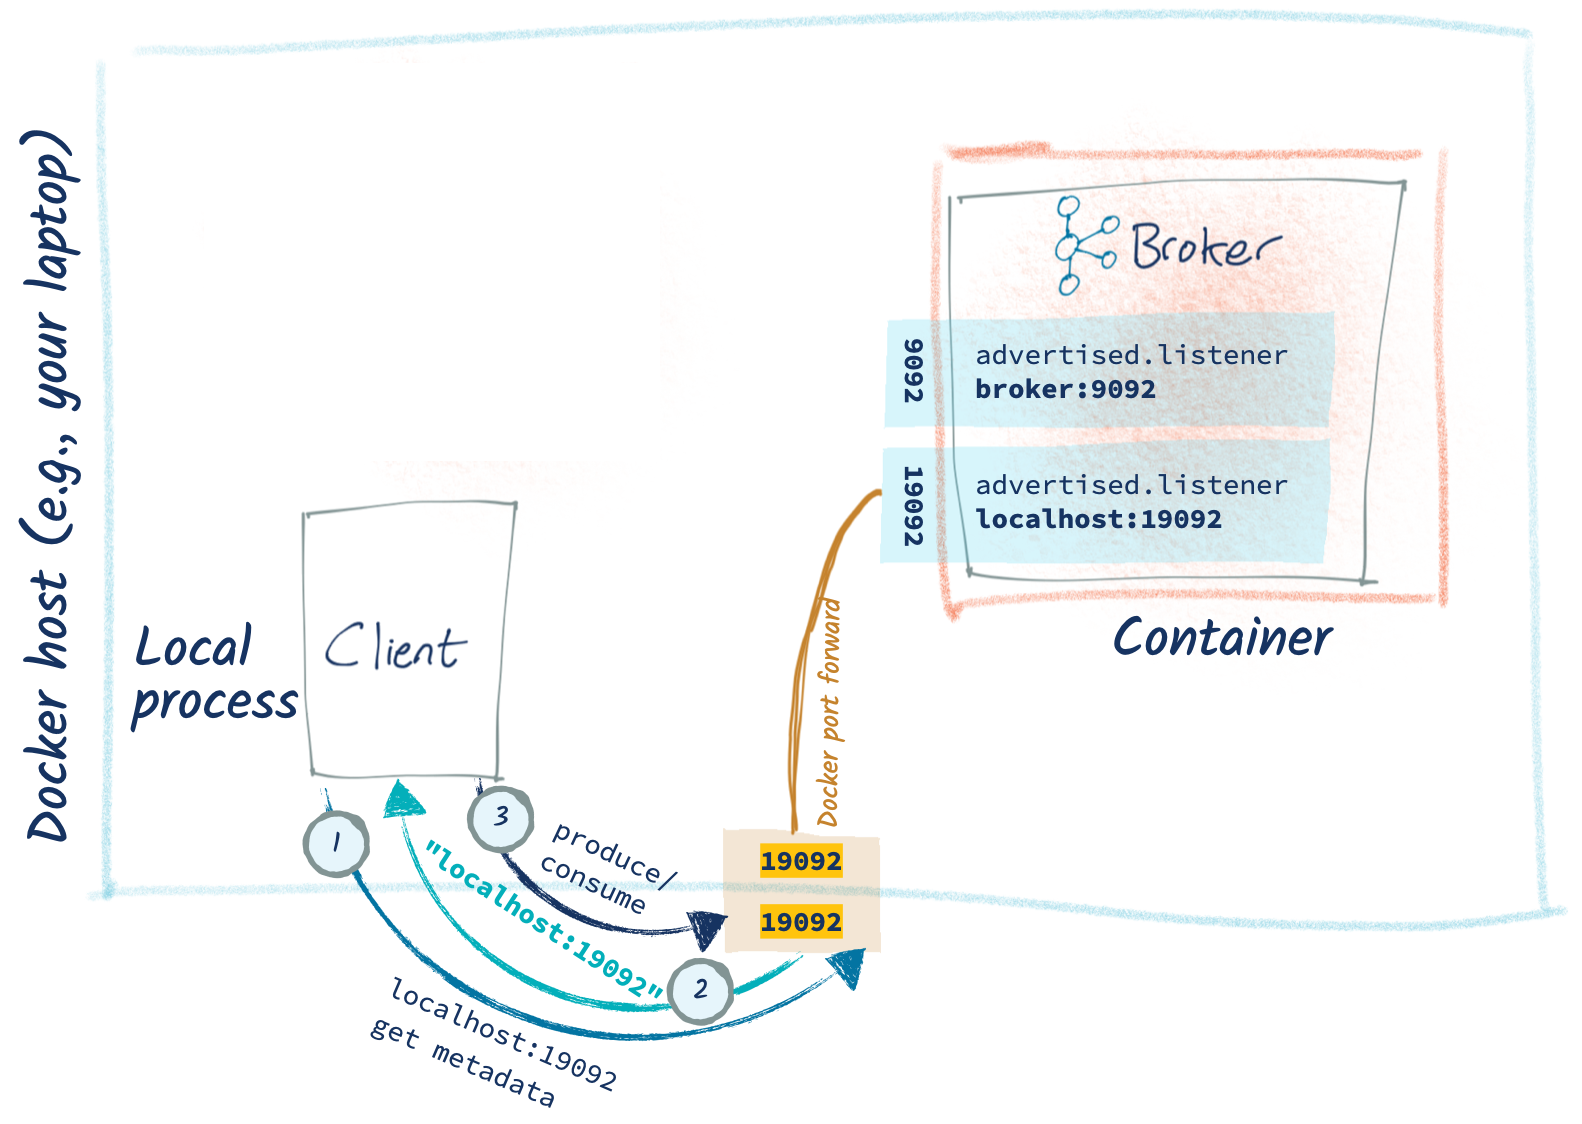 Docker host (e.g., your laptop)
Broker
9092
advertised.listener
broker:9092
19092
advertised.listener
localhost:19092
Container
Local
process
Client
Docker port forward
19092
19092
1
localhost:19092
get metadata
2
"localhost:19092"
3
produce/
consume